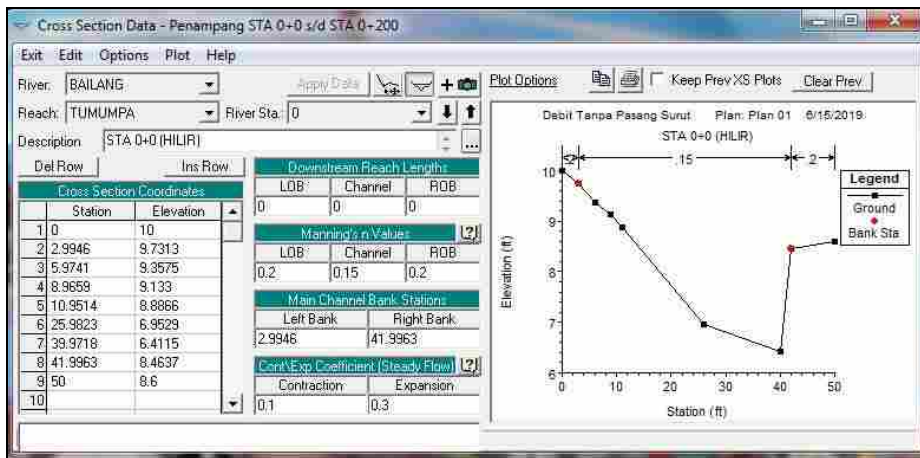 Cross Section Data - Penampang STA 0+0 s/d STA 0+200
Exit Edit Options Plot Help
River: BAILANG Apply Data
Reach: TUMUMPA River Sta.: 0
Description STA 0+0 (HILIR) ...
Del Row Ins Row
Cross Section Coordinates
Station Elevation
1 0 10
2 2.9946 9.7313
3 5.9741 9.3575
4 8.9659 9.133
5 10.9514 8.8866
6 25.9823 6.9529
7 39.9718 6.4115
8 41.9963 8.4637
9 50 8.6
10
Downstream Reach Lengths
LOB Channel ROB
0 0 0
Manning's n Values
LOB Channel ROB
0.2 0.15 0.2
Main Channel Bank Stations
Left Bank Right Bank
2.9946 41.9963
Cont\Exp Coefficient (Steady Flow)
Contraction Expansion
0.1 0.3
Plot Options Keep Prev XS Plots Clear Prev
Debit Tanpa Pasang Surut Plan: Plan 01 6/15/2019
STA 0+0 (HILIR)
.15 .2
Elevation (ft)
10
9
8
7
6
0 10 20 30 40 50
Station (ft)
Legend
Ground
Bank Sta